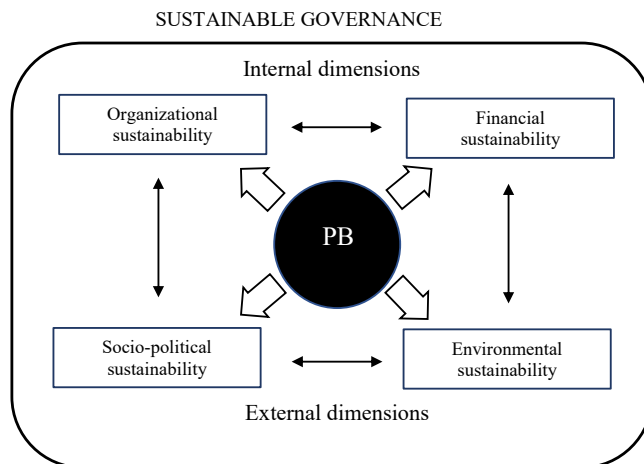 SUSTAINABLE GOVERNANCE
Internal dimensions
Organizational
sustainability
Financial
sustainability
PB
Socio-political
sustainability
Environmental
sustainability
External dimensions